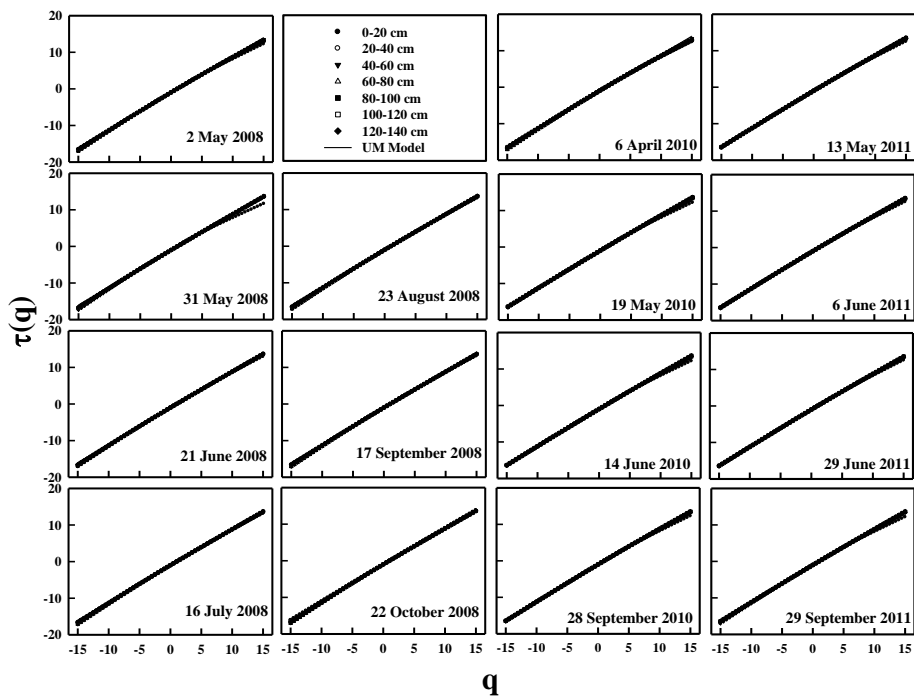 20
10
0
-10
-20
2 May 2008
0-20 cm
20-40 cm
40-60 cm
60-80 cm
80-100 cm
100-120 cm
120-140 cm
UM Model
6 April 2010
13 May 2011
20
10
0
-10
-20
31 May 2008
23 August 2008
19 May 2010
6 June 2011
τ(q)
20
10
0
-10
-20
21 June 2008
17 September 2008
14 June 2010
29 June 2011
20
10
0
-10
-20
16 July 2008
22 October 2008
28 September 2010
29 September 2011
-15 -10 -5 0 5 10 15
-15 -10 -5 0 5 10 15
-15 -10 -5 0 5 10 15
-15 -10 -5 0 5 10 15
q